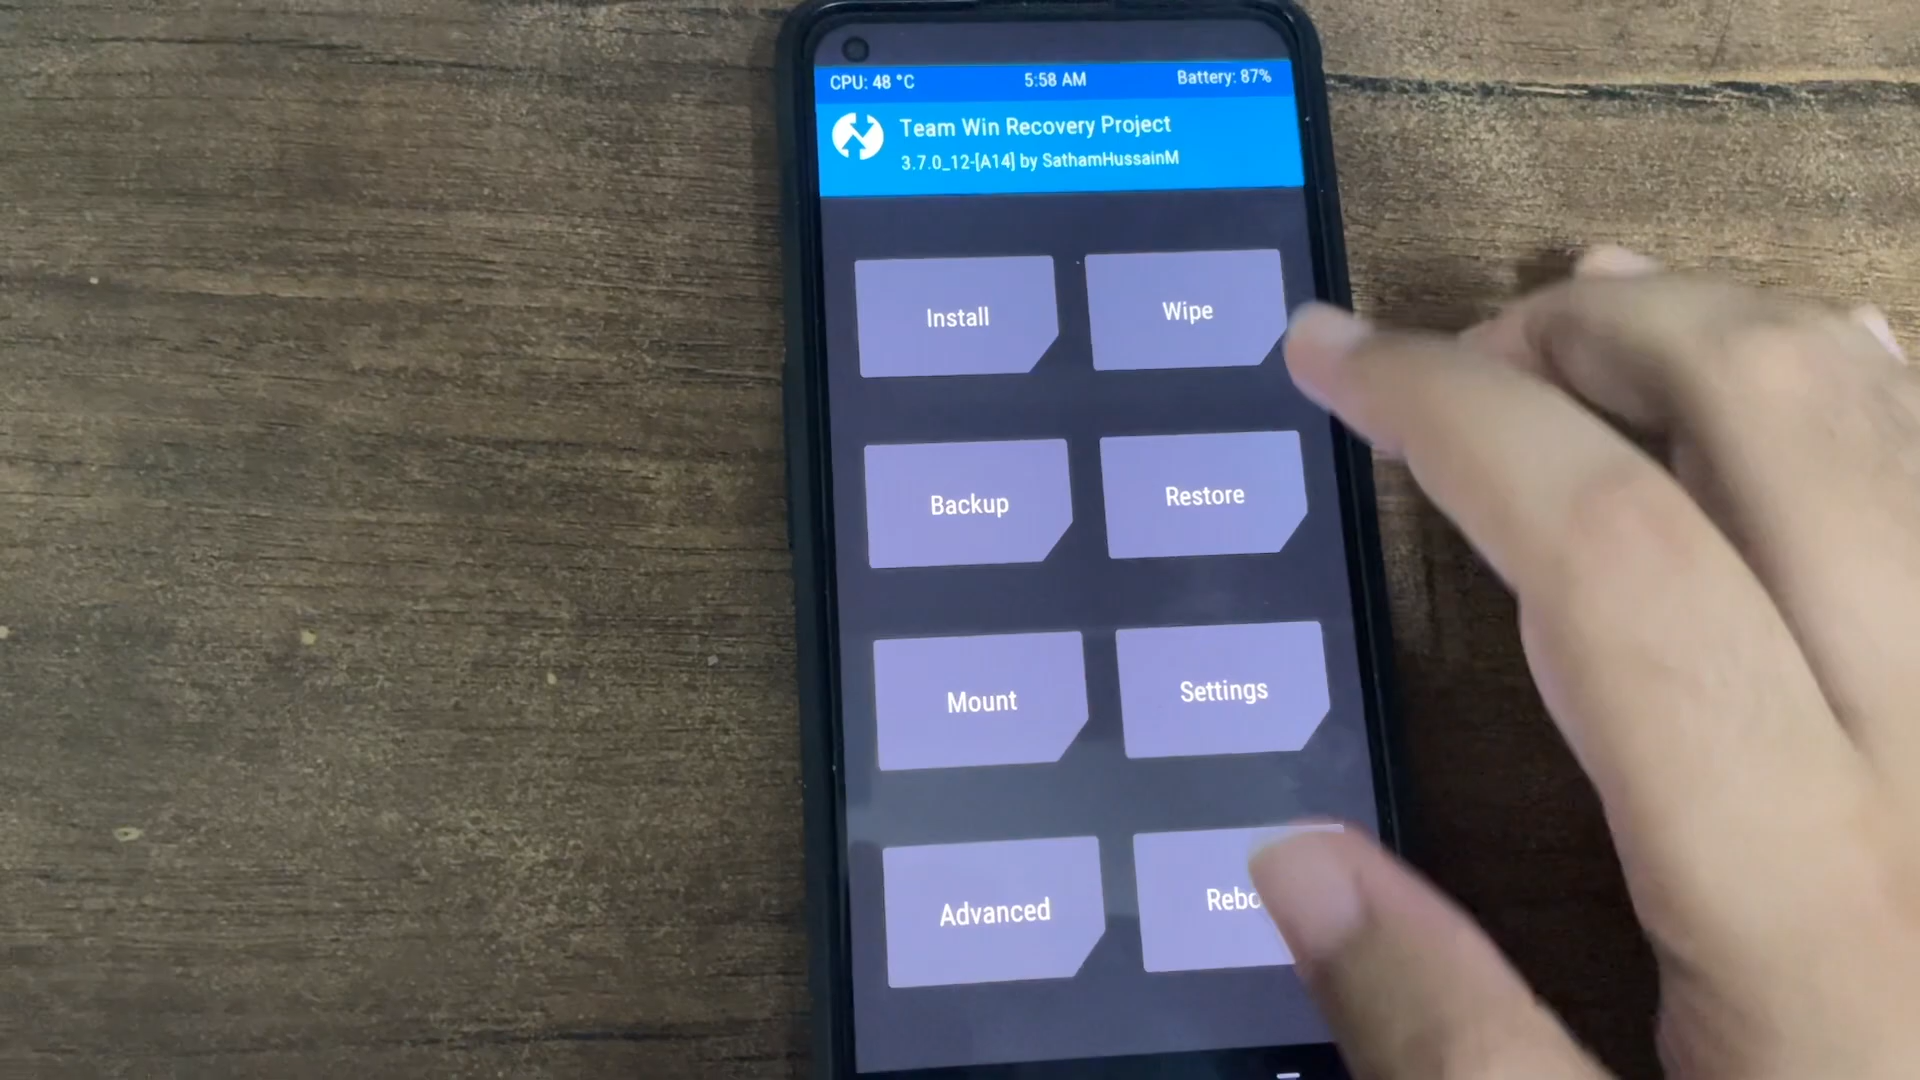 CPU: 48 °C 5:58 AM Battery: 87%
Team Win Recovery Project
3.7.0_12-[A14] by SathamHussainM
Install Wipe
Backup Restore
Mount Settings
Advanced Rebo